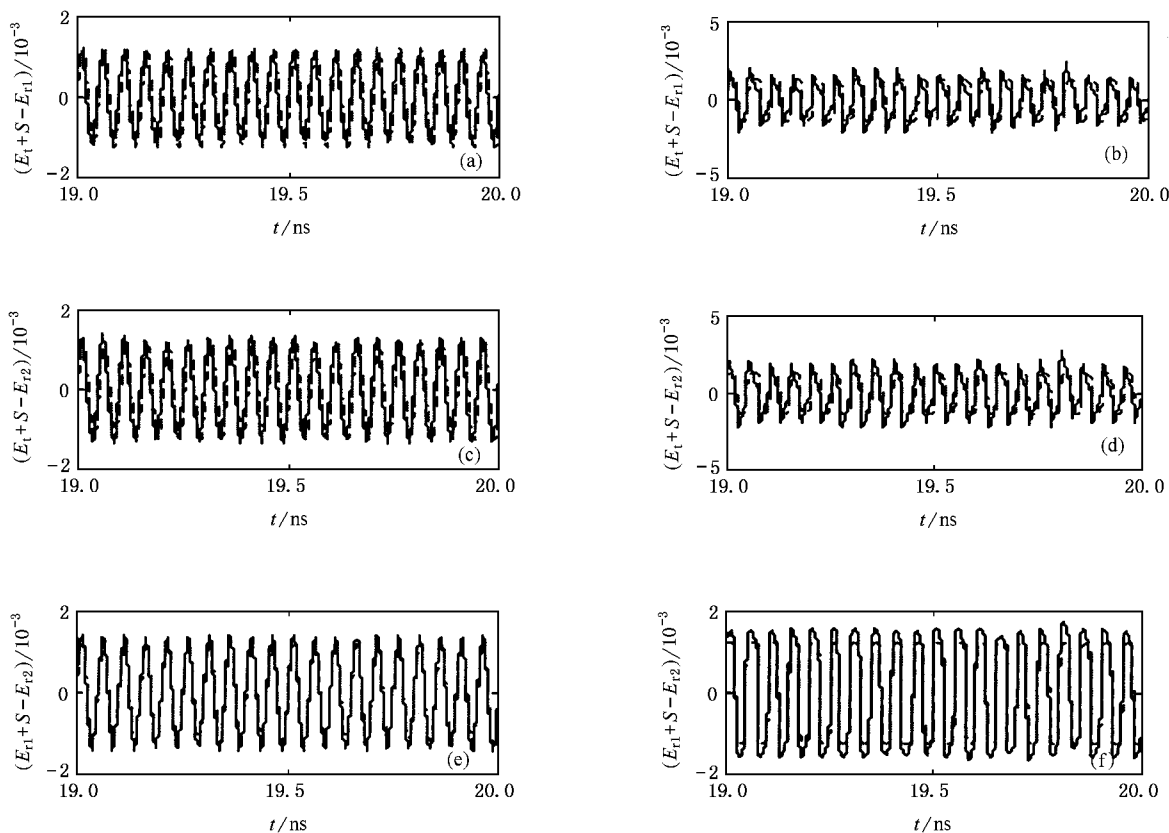 (E_t+S−E_r1)/10^−3
2
0
−2
(a)
19.0
19.5
20.0
t/ns
(E_t+S−E_r1)/10^−3
5
0
−5
(b)
19.0
19.5
20.0
t/ns
(E_t+S−E_r2)/10^−3
2
0
−2
(c)
19.0
19.5
20.0
t/ns
(E_t+S−E_r2)/10^−3
5
0
−5
(d)
19.0
19.5
20.0
t/ns
(E_r1+S−E_r2)/10^−3
2
0
−2
(e)
19.0
19.5
20.0
t/ns
(E_r1+S−E_r2)/10^−3
2
0
−2
(f)
19.0
19.5
20.0
t/ns